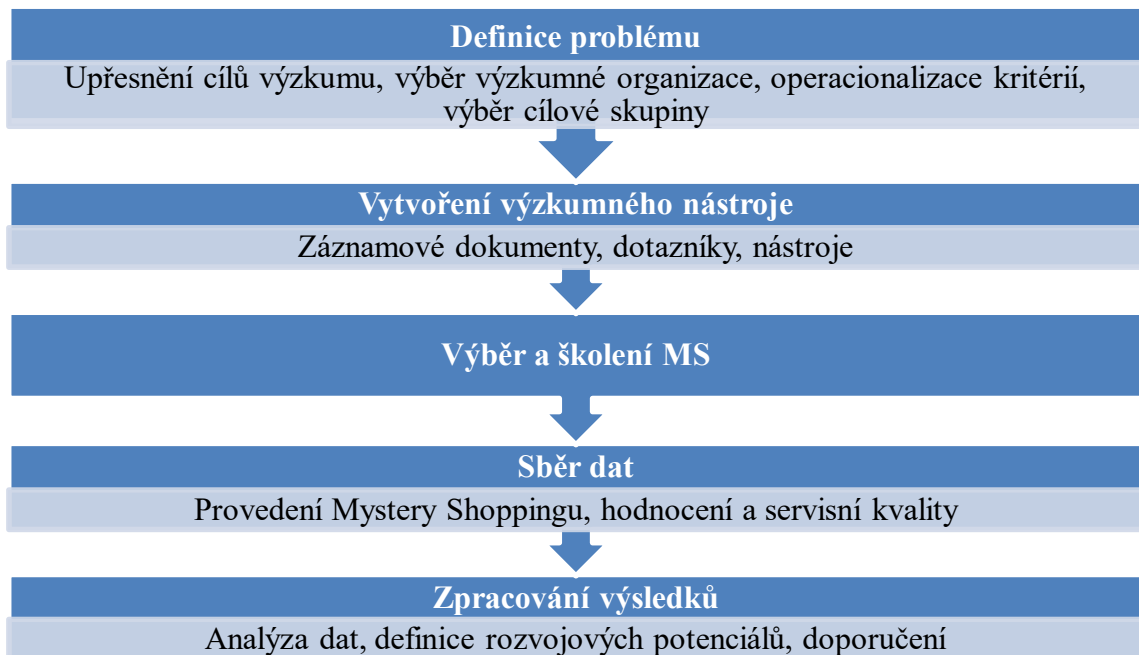 Definice problému
Upřesnění cílů výzkumu, výběr výzkumné organizace, operacionalizace kritérií,
výběr cílové skupiny
Vytvoření výzkumného nástroje
Záznamové dokumenty, dotazníky, nástroje
Výběr a školení MS
Sběr dat
Provedení Mystery Shoppingu, hodnocení a servisní kvality
Zpracování výsledků
Analýza dat, definice rozvojových potenciálů, doporučení